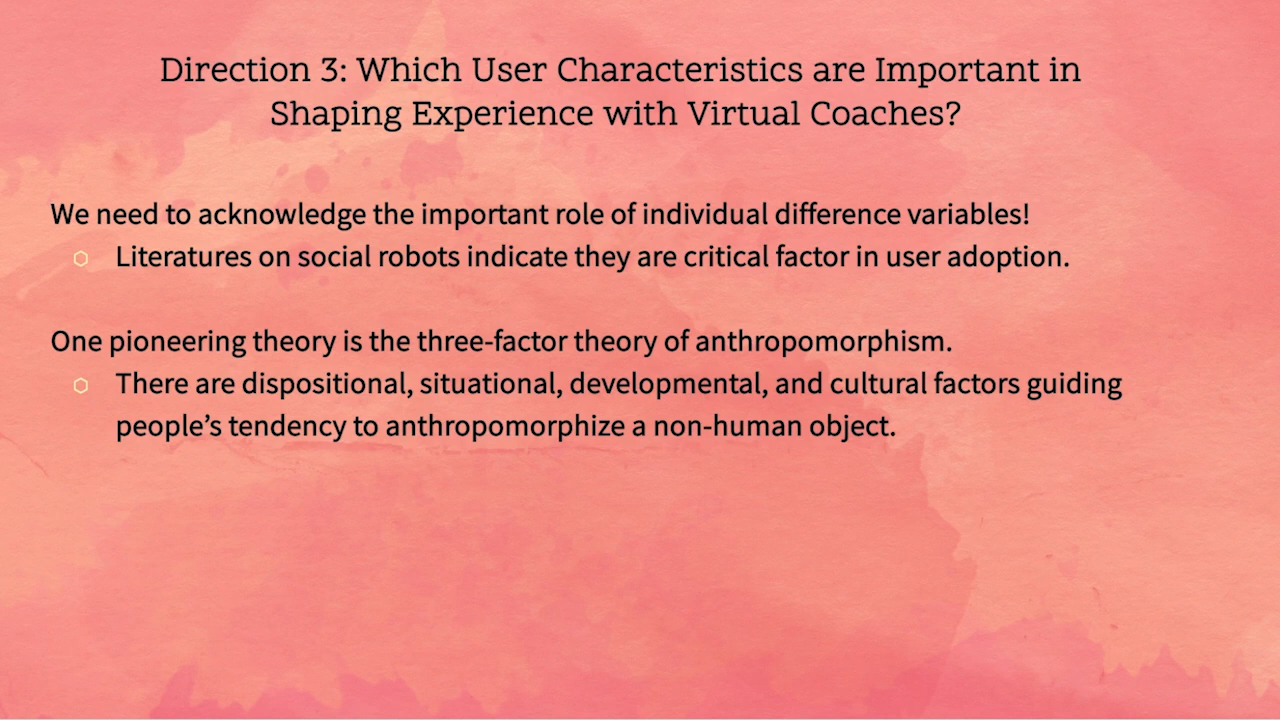 Direction 3: Which User Characteristics are Important in
Shaping Experience with Virtual Coaches?
We need to acknowledge the important role of individual difference variables!
Literatures on social robots indicate they are critical factor in user adoption.
One pioneering theory is the three-factor theory of anthropomorphism.
There are dispositional, situational, developmental, and cultural factors guiding
people’s tendency to anthropomorphize a non-human object.